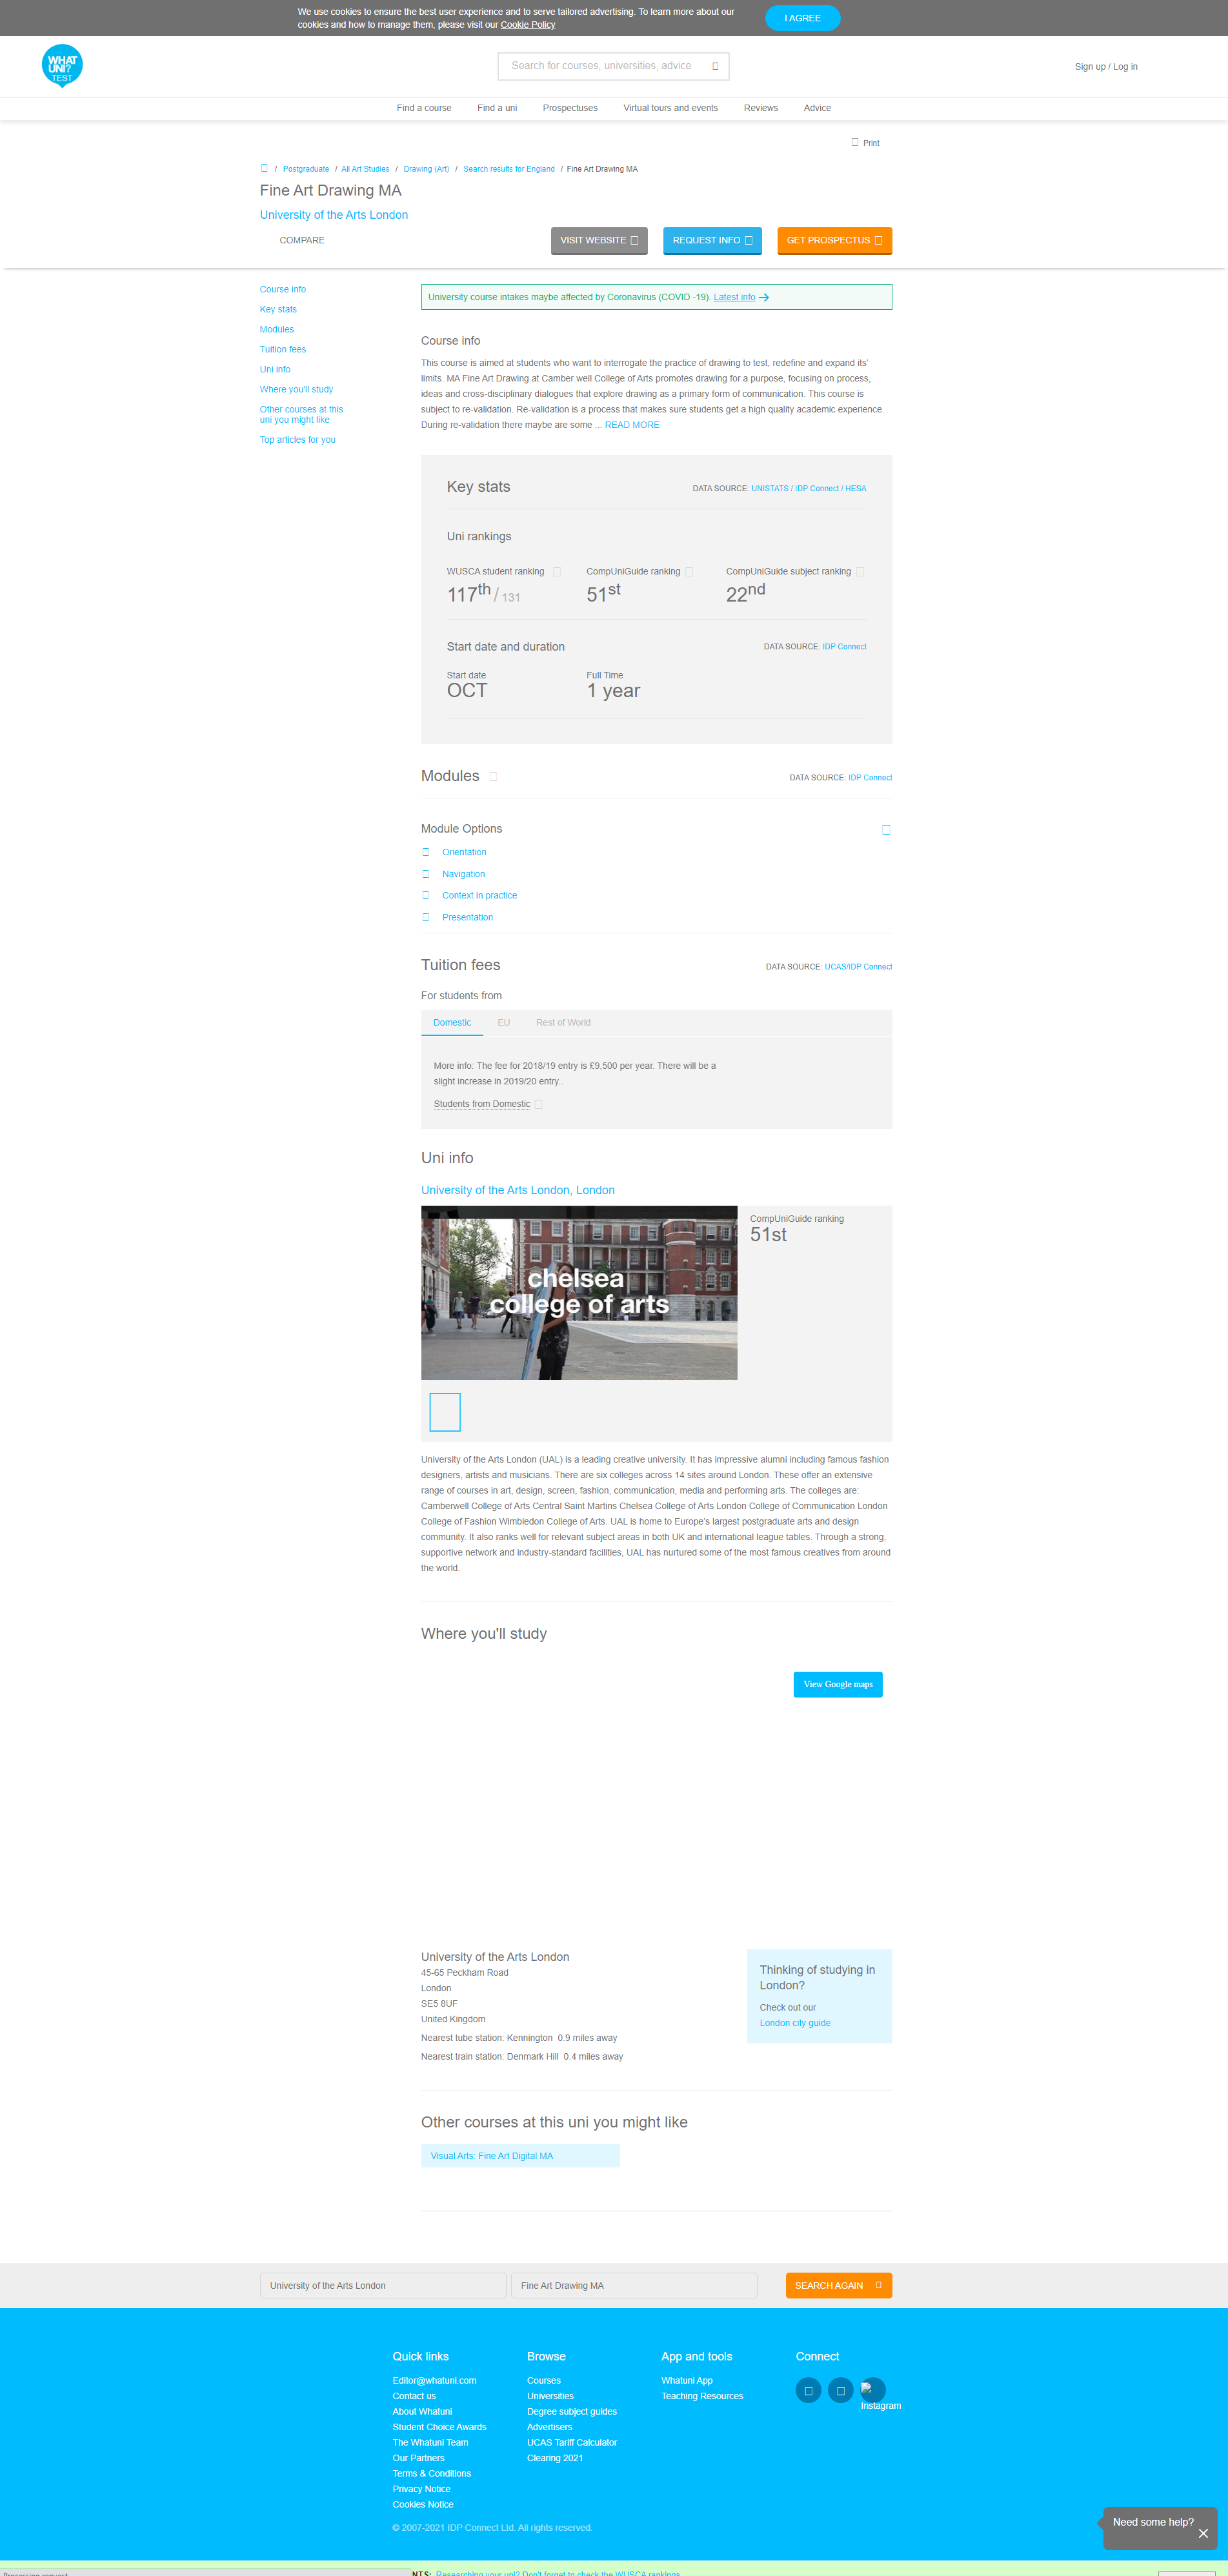 We use cookies to ensure the best user experience and to serve tailored advertising. To learn more about our
cookies and how to manage them, please visit our Cookie Policy
I AGREE
WHAT
UNI?
TEST
Search for courses, universities, advice
Sign up / Log in
Find a course Find a uni Prospectuses Virtual tours and events Reviews Advice
Print
/ Postgraduate / All Art Studies / Drawing (Art) / Search results for England / Fine Art Drawing MA
Fine Art Drawing MA
University of the Arts London
COMPARE
VISIT WEBSITE
REQUEST INFO
GET PROSPECTUS
Course info
Key stats
Modules
Tuition fees
Uni info
Where you'll study
Other courses at this
uni you might like
Top articles for you
University course intakes maybe affected by Coronavirus (COVID -19). Latest info
Course info
This course is aimed at students who want to interrogate the practice of drawing to test, redefine and expand its'
limits. MA Fine Art Drawing at Camber well College of Arts promotes drawing for a purpose, focusing on process,
ideas and cross-disciplinary dialogues that explore drawing as a primary form of communication. This course is
subject to re-validation. Re-validation is a process that makes sure students get a high quality academic experience.
During re-validation there maybe are some ... READ MORE
Key stats
DATA SOURCE: UNISTATS / IDP Connect / HESA
Uni rankings
WUSCA student ranking CompUniGuide ranking CompUniGuide subject ranking
117th / 131 51st 22nd
Start date and duration
DATA SOURCE: IDP Connect
Start date Full Time
OCT 1 year
Modules
DATA SOURCE: IDP Connect
Module Options
Orientation
Navigation
Context in practice
Presentation
Tuition fees
DATA SOURCE: UCAS/IDP Connect
For students from
Domestic EU Rest of World
More info: The fee for 2018/19 entry is £9,500 per year. There will be a
slight increase in 2019/20 entry..
Students from Domestic
Uni info
University of the Arts London, London
chelsea
college of arts
CompUniGuide ranking
51st
University of the Arts London (UAL) is a leading creative university. It has impressive alumni including famous fashion
designers, artists and musicians. There are six colleges across 14 sites around London. These offer an extensive
range of courses in art, design, screen, fashion, communication, media and performing arts. The colleges are:
Camberwell College of Arts Central Saint Martins Chelsea College of Arts London College of Communication London
College of Fashion Wimbledon College of Arts. UAL is home to Europe's largest postgraduate arts and design
community. It also ranks well for relevant subject areas in both UK and international league tables. Through a strong,
supportive network and industry-standard facilities, UAL has nurtured some of the most famous creatives from around
the world.
Where you'll study
View Google maps
University of the Arts London
45-65 Peckham Road
London
SE5 8UF
United Kingdom
Nearest tube station: Kennington 0.9 miles away
Nearest train station: Denmark Hill 0.4 miles away
Thinking of studying in
London?
Check out our
London city guide
Other courses at this uni you might like
Visual Arts: Fine Art Digital MA
University of the Arts London
Fine Art Drawing MA
SEARCH AGAIN
Quick links
Editor@whatuni.com
Contact us
About Whatuni
Student Choice Awards
The Whatuni Team
Our Partners
Terms & Conditions
Privacy Notice
Cookies Notice
Browse
Courses
Universities
Degree subject guides
Advertisers
UCAS Tariff Calculator
Clearing 2021
App and tools
Whatuni App
Teaching Resources
Connect
Instagram
© 2007-2021 IDP Connect Ltd. All rights reserved.
Need some help?
Processing request
NTS: Researching your uni? Don't forget to check the WUSCA rankings